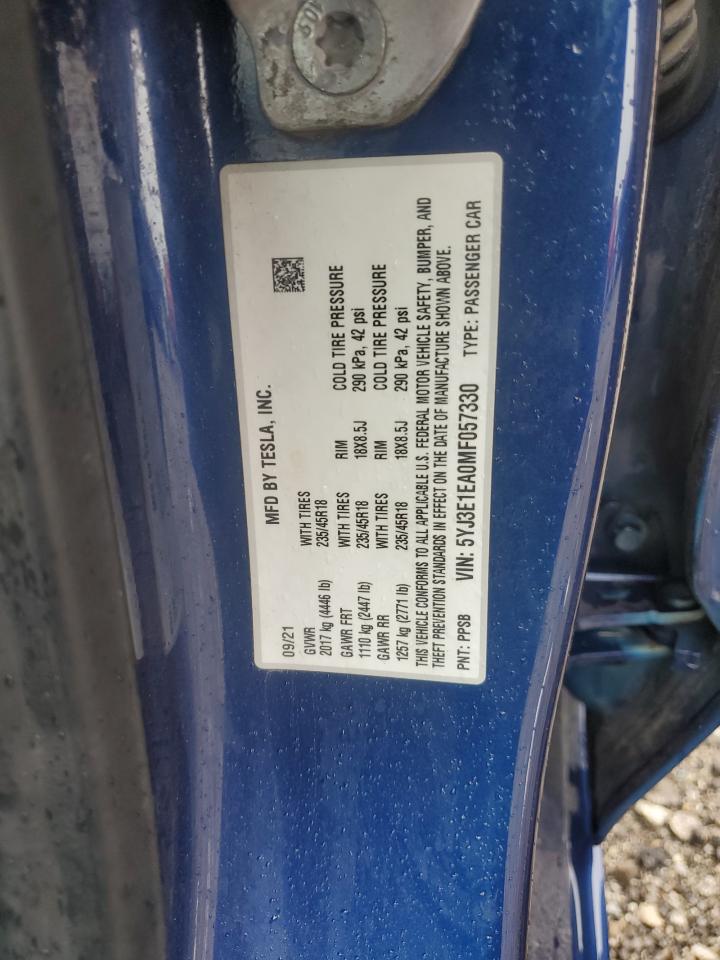 MFD BY TESLA, INC.
09/21
GVWR WITH TIRES
2017 kg (4446 lb) 235/45R18
GAWR FRT WITH TIRES RIM COLD TIRE PRESSURE
1110 kg (2447 lb) 235/45R18 18X8.5J 290 kPa, 42 psi
GAWR RR WITH TIRES RIM COLD TIRE PRESSURE
1257 kg (2771 lb) 235/45R18 18X8.5J 290 kPa, 42 psi
THIS VEHICLE CONFORMS TO ALL APPLICABLE U.S. FEDERAL MOTOR VEHICLE SAFETY, BUMPER, AND
THEFT PREVENTION STANDARDS IN EFFECT ON THE DATE OF MANUFACTURE SHOWN ABOVE.
PNT: PPSB VIN: 5YJ3E1EA0MF057330 TYPE: PASSENGER CAR